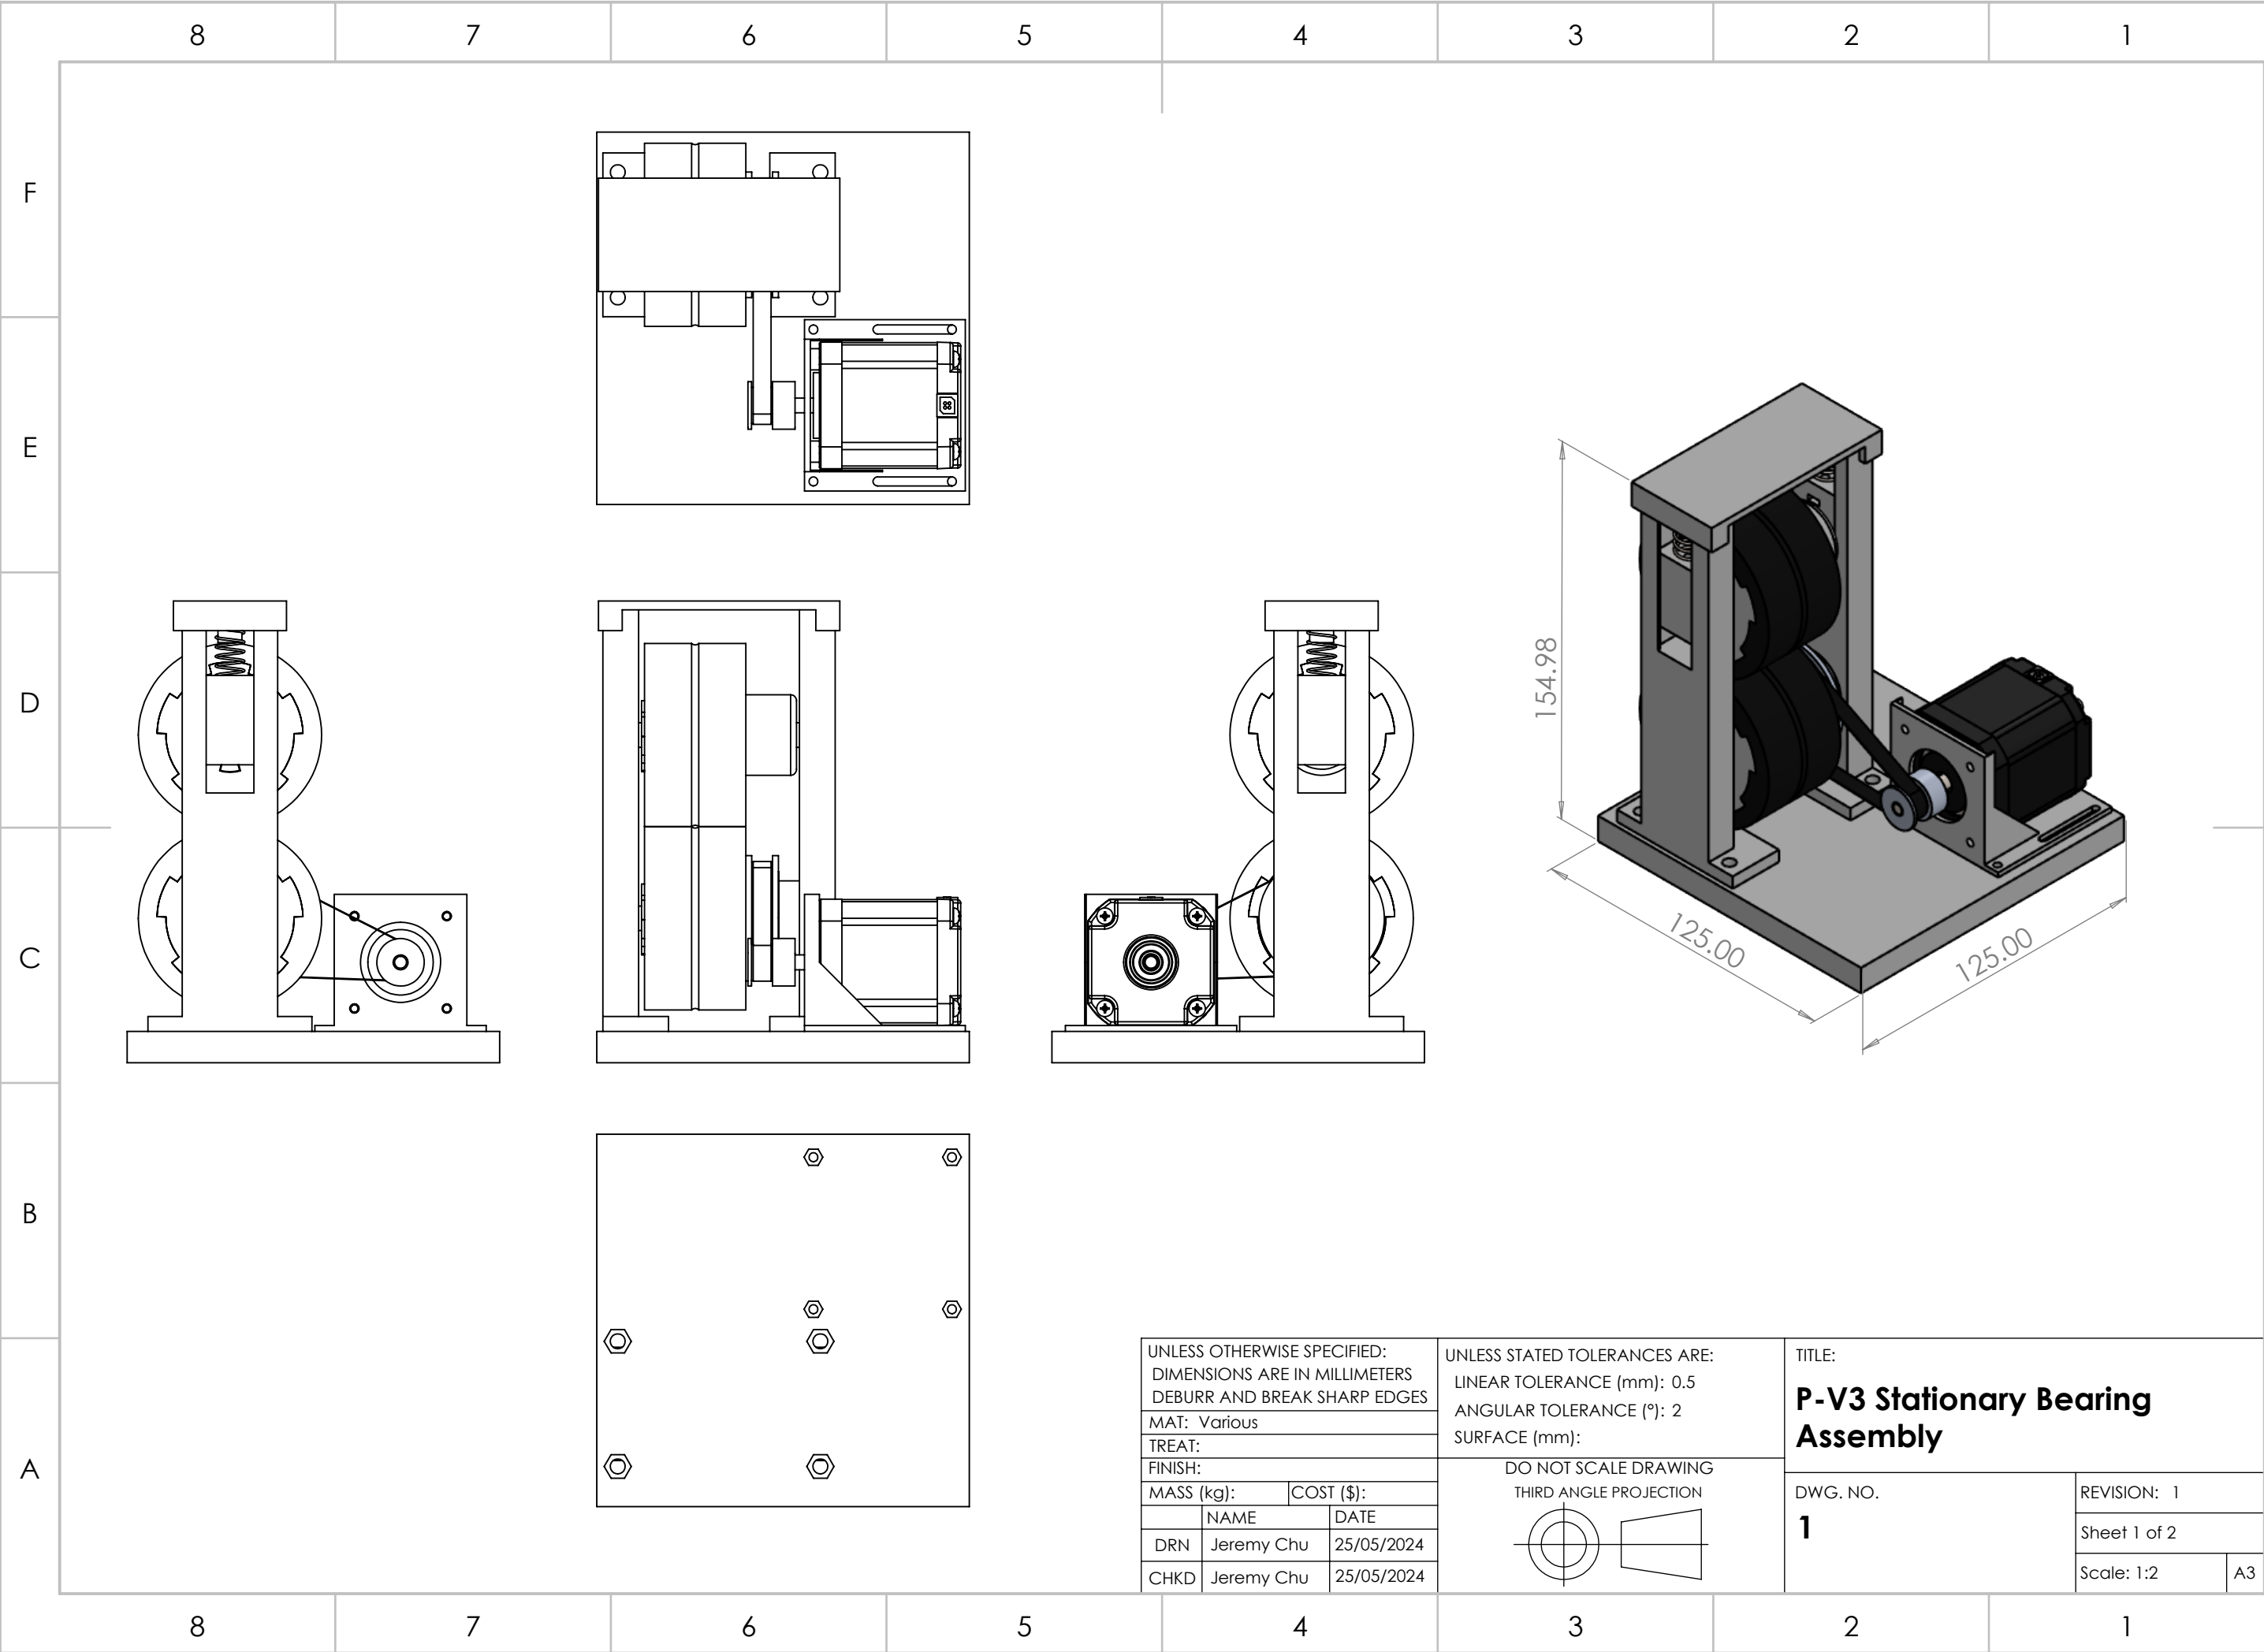 8 7 6 5 4 3 2 1
F
E
D
C
B
A
154.98
125.00
125.00
UNLESS OTHERWISE SPECIFIED:
DIMENSIONS ARE IN MILLIMETERS
DEBURR AND BREAK SHARP EDGES
MAT: Various
TREAT:
FINISH:
MASS (kg): COST ($):
NAME DATE
DRN Jeremy Chu 25/05/2024
CHKD Jeremy Chu 25/05/2024
UNLESS STATED TOLERANCES ARE:
LINEAR TOLERANCE (mm): 0.5
ANGULAR TOLERANCE (°): 2
SURFACE (mm):
DO NOT SCALE DRAWING
THIRD ANGLE PROJECTION
TITLE:
P-V3 Stationary Bearing
Assembly
DWG. NO.
1
REVISION: 1
Sheet 1 of 2
Scale: 1:2
A3
8 7 6 5 4 3 2 1